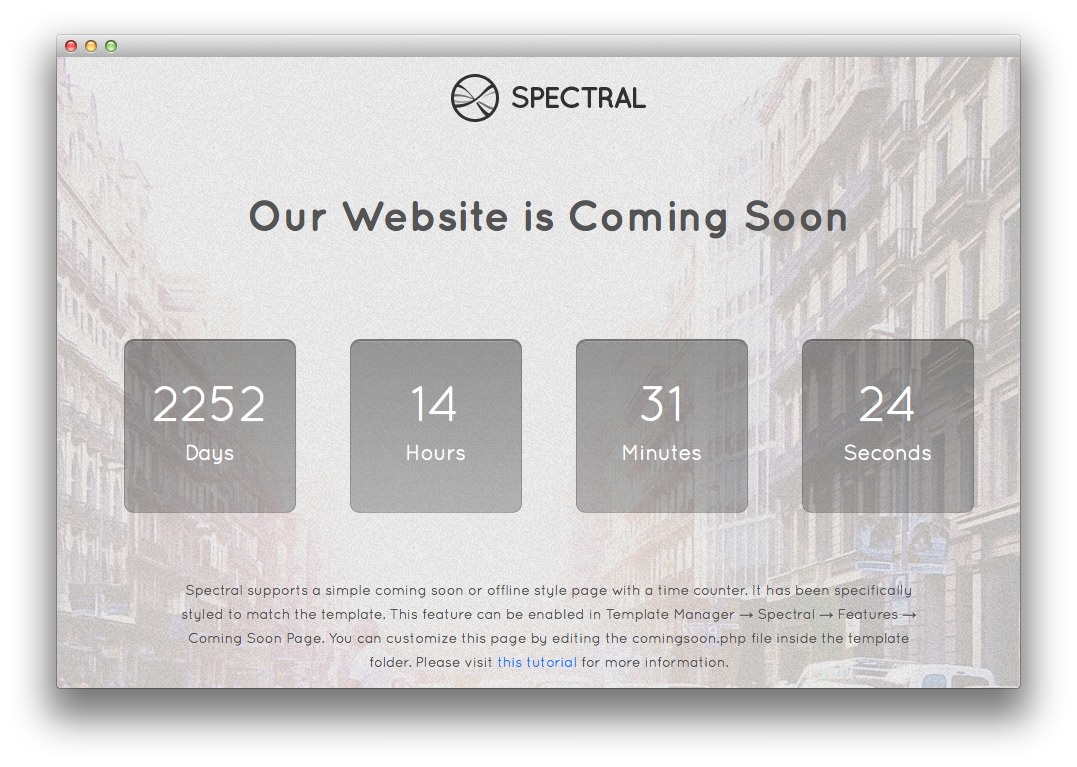 SPECTRAL
Our Website is Coming Soon
2252
Days
14
Hours
31
Minutes
24
Seconds
Spectral supports a simple coming soon or offline style page with a time counter. It has been specifically
styled to match the template. This feature can be enabled in Template Manager → Spectral → Features →
Coming Soon Page. You can customize this page by editing the comingsoon.php file inside the template
folder. Please visit this tutorial for more information.